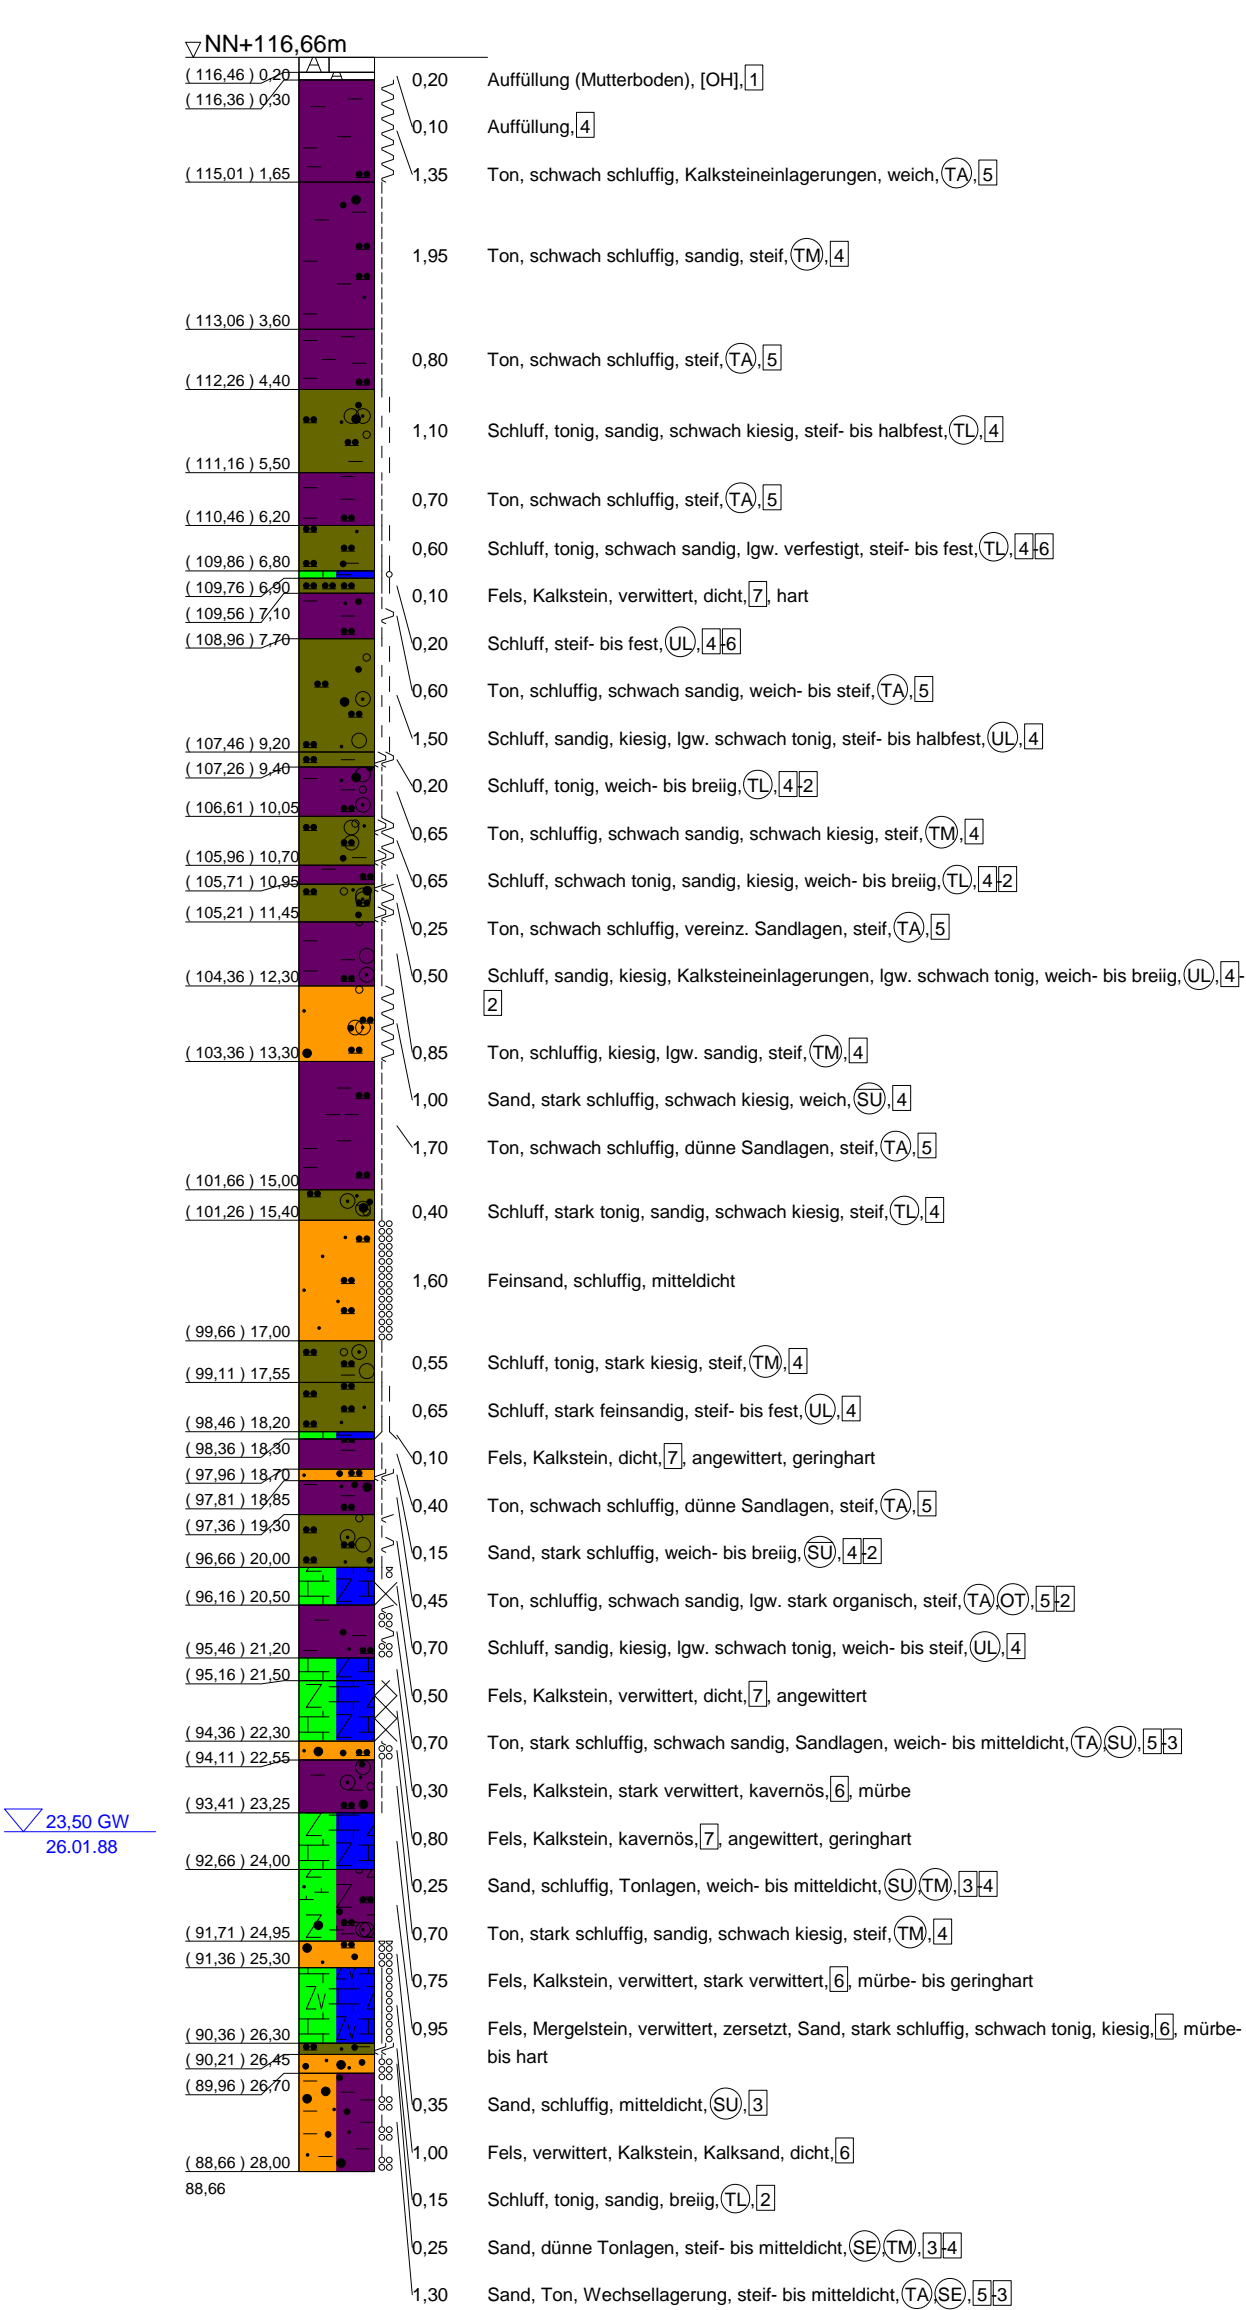 NN+116,66m
( 116,46 ) 0,20
0,20 Auffüllung (Mutterboden), [OH], 1
( 116,36 ) 0,30
0,10 Auffüllung, 4
( 115,01 ) 1,65
1,35 Ton, schwach schluffig, Kalksteineinlagerungen, weich, TA, 5
1,95 Ton, schwach schluffig, sandig, steif, TM, 4
( 113,06 ) 3,60
0,80 Ton, schwach schluffig, steif, TA, 5
( 112,26 ) 4,40
1,10 Schluff, tonig, sandig, schwach kiesig, steif- bis halbfest, TL, 4
( 111,16 ) 5,50
0,70 Ton, schwach schluffig, steif, TA, 5
( 110,46 ) 6,20
0,60 Schluff, tonig, schwach sandig, lgw. verfestigt, steif- bis fest, TL, 4-6
( 109,86 ) 6,80
( 109,76 ) 6,90
0,10 Fels, Kalkstein, verwittert, dicht, 7, hart
( 109,56 ) 7,10
( 108,96 ) 7,70
0,20 Schluff, steif- bis fest, UL, 4-6
0,60 Ton, schluffig, schwach sandig, weich- bis steif, TA, 5
1,50 Schluff, sandig, kiesig, lgw. schwach tonig, steif- bis halbfest, UL, 4
( 107,46 ) 9,20
( 107,26 ) 9,40
0,20 Schluff, tonig, weich- bis breiig, TL, 4-2
( 106,61 ) 10,05
0,65 Ton, schluffig, schwach sandig, schwach kiesig, steif, TM, 4
( 105,96 ) 10,70
( 105,71 ) 10,95
0,65 Schluff, schwach tonig, sandig, kiesig, weich- bis breiig, TL, 4-2
( 105,21 ) 11,45
0,25 Ton, schwach schluffig, vereinz. Sandlagen, steif, TA, 5
( 104,36 ) 12,30
0,50 Schluff, sandig, kiesig, Kalksteineinlagerungen, lgw. schwach tonig, weich- bis breiig, UL, 4-
2
( 103,36 ) 13,30
0,85 Ton, schluffig, kiesig, lgw. sandig, steif, TM, 4
1,00 Sand, stark schluffig, schwach kiesig, weich, S̅U̅, 4
1,70 Ton, schwach schluffig, dünne Sandlagen, steif, TA, 5
( 101,66 ) 15,00
( 101,26 ) 15,40
0,40 Schluff, stark tonig, sandig, schwach kiesig, steif, TL, 4
1,60 Feinsand, schluffig, mitteldicht
( 99,66 ) 17,00
0,55 Schluff, tonig, stark kiesig, steif, TM, 4
( 99,11 ) 17,55
0,65 Schluff, stark feinsandig, steif- bis fest, UL, 4
( 98,46 ) 18,20
( 98,36 ) 18,30
0,10 Fels, Kalkstein, dicht, 7, angewittert, geringhart
( 97,96 ) 18,70
( 97,81 ) 18,85
0,40 Ton, schwach schluffig, dünne Sandlagen, steif, TA, 5
( 97,36 ) 19,30
( 96,66 ) 20,00
0,15 Sand, stark schluffig, weich- bis breiig, S̅U̅, 4-2
( 96,16 ) 20,50
0,45 Ton, schluffig, schwach sandig, lgw. stark organisch, steif, TA, OT, 5-2
( 95,46 ) 21,20
0,70 Schluff, sandig, kiesig, lgw. schwach tonig, weich- bis steif, UL, 4
( 95,16 ) 21,50
0,50 Fels, Kalkstein, verwittert, dicht, 7, angewittert
( 94,36 ) 22,30
0,70 Ton, stark schluffig, schwach sandig, Sandlagen, weich- bis mitteldicht, TA, SU, 5-3
( 94,11 ) 22,55
0,30 Fels, Kalkstein, stark verwittert, kavernös, 6, mürbe
( 93,41 ) 23,25
23,50 GW
26.01.88
0,80 Fels, Kalkstein, kavernös, 7, angewittert, geringhart
( 92,66 ) 24,00
0,25 Sand, schluffig, Tonlagen, weich- bis mitteldicht, SU, TM, 3-4
( 91,71 ) 24,95
0,70 Ton, stark schluffig, sandig, schwach kiesig, steif, TM, 4
( 91,36 ) 25,30
0,75 Fels, Kalkstein, verwittert, stark verwittert, 6, mürbe- bis geringhart
( 90,36 ) 26,30
0,95 Fels, Mergelstein, verwittert, zersetzt, Sand, stark schluffig, schwach tonig, kiesig, 6, mürbe-
bis hart
( 90,21 ) 26,45
( 89,96 ) 26,70
0,35 Sand, schluffig, mitteldicht, SU, 3
1,00 Fels, verwittert, Kalkstein, Kalksand, dicht, 6
( 88,66 ) 28,00
88,66
0,15 Schluff, tonig, sandig, breiig, TL, 2
0,25 Sand, dünne Tonlagen, steif- bis mitteldicht, SE, TM, 3-4
1,30 Sand, Ton, Wechsellagerung, steif- bis mitteldicht, TA, SE, 5-3